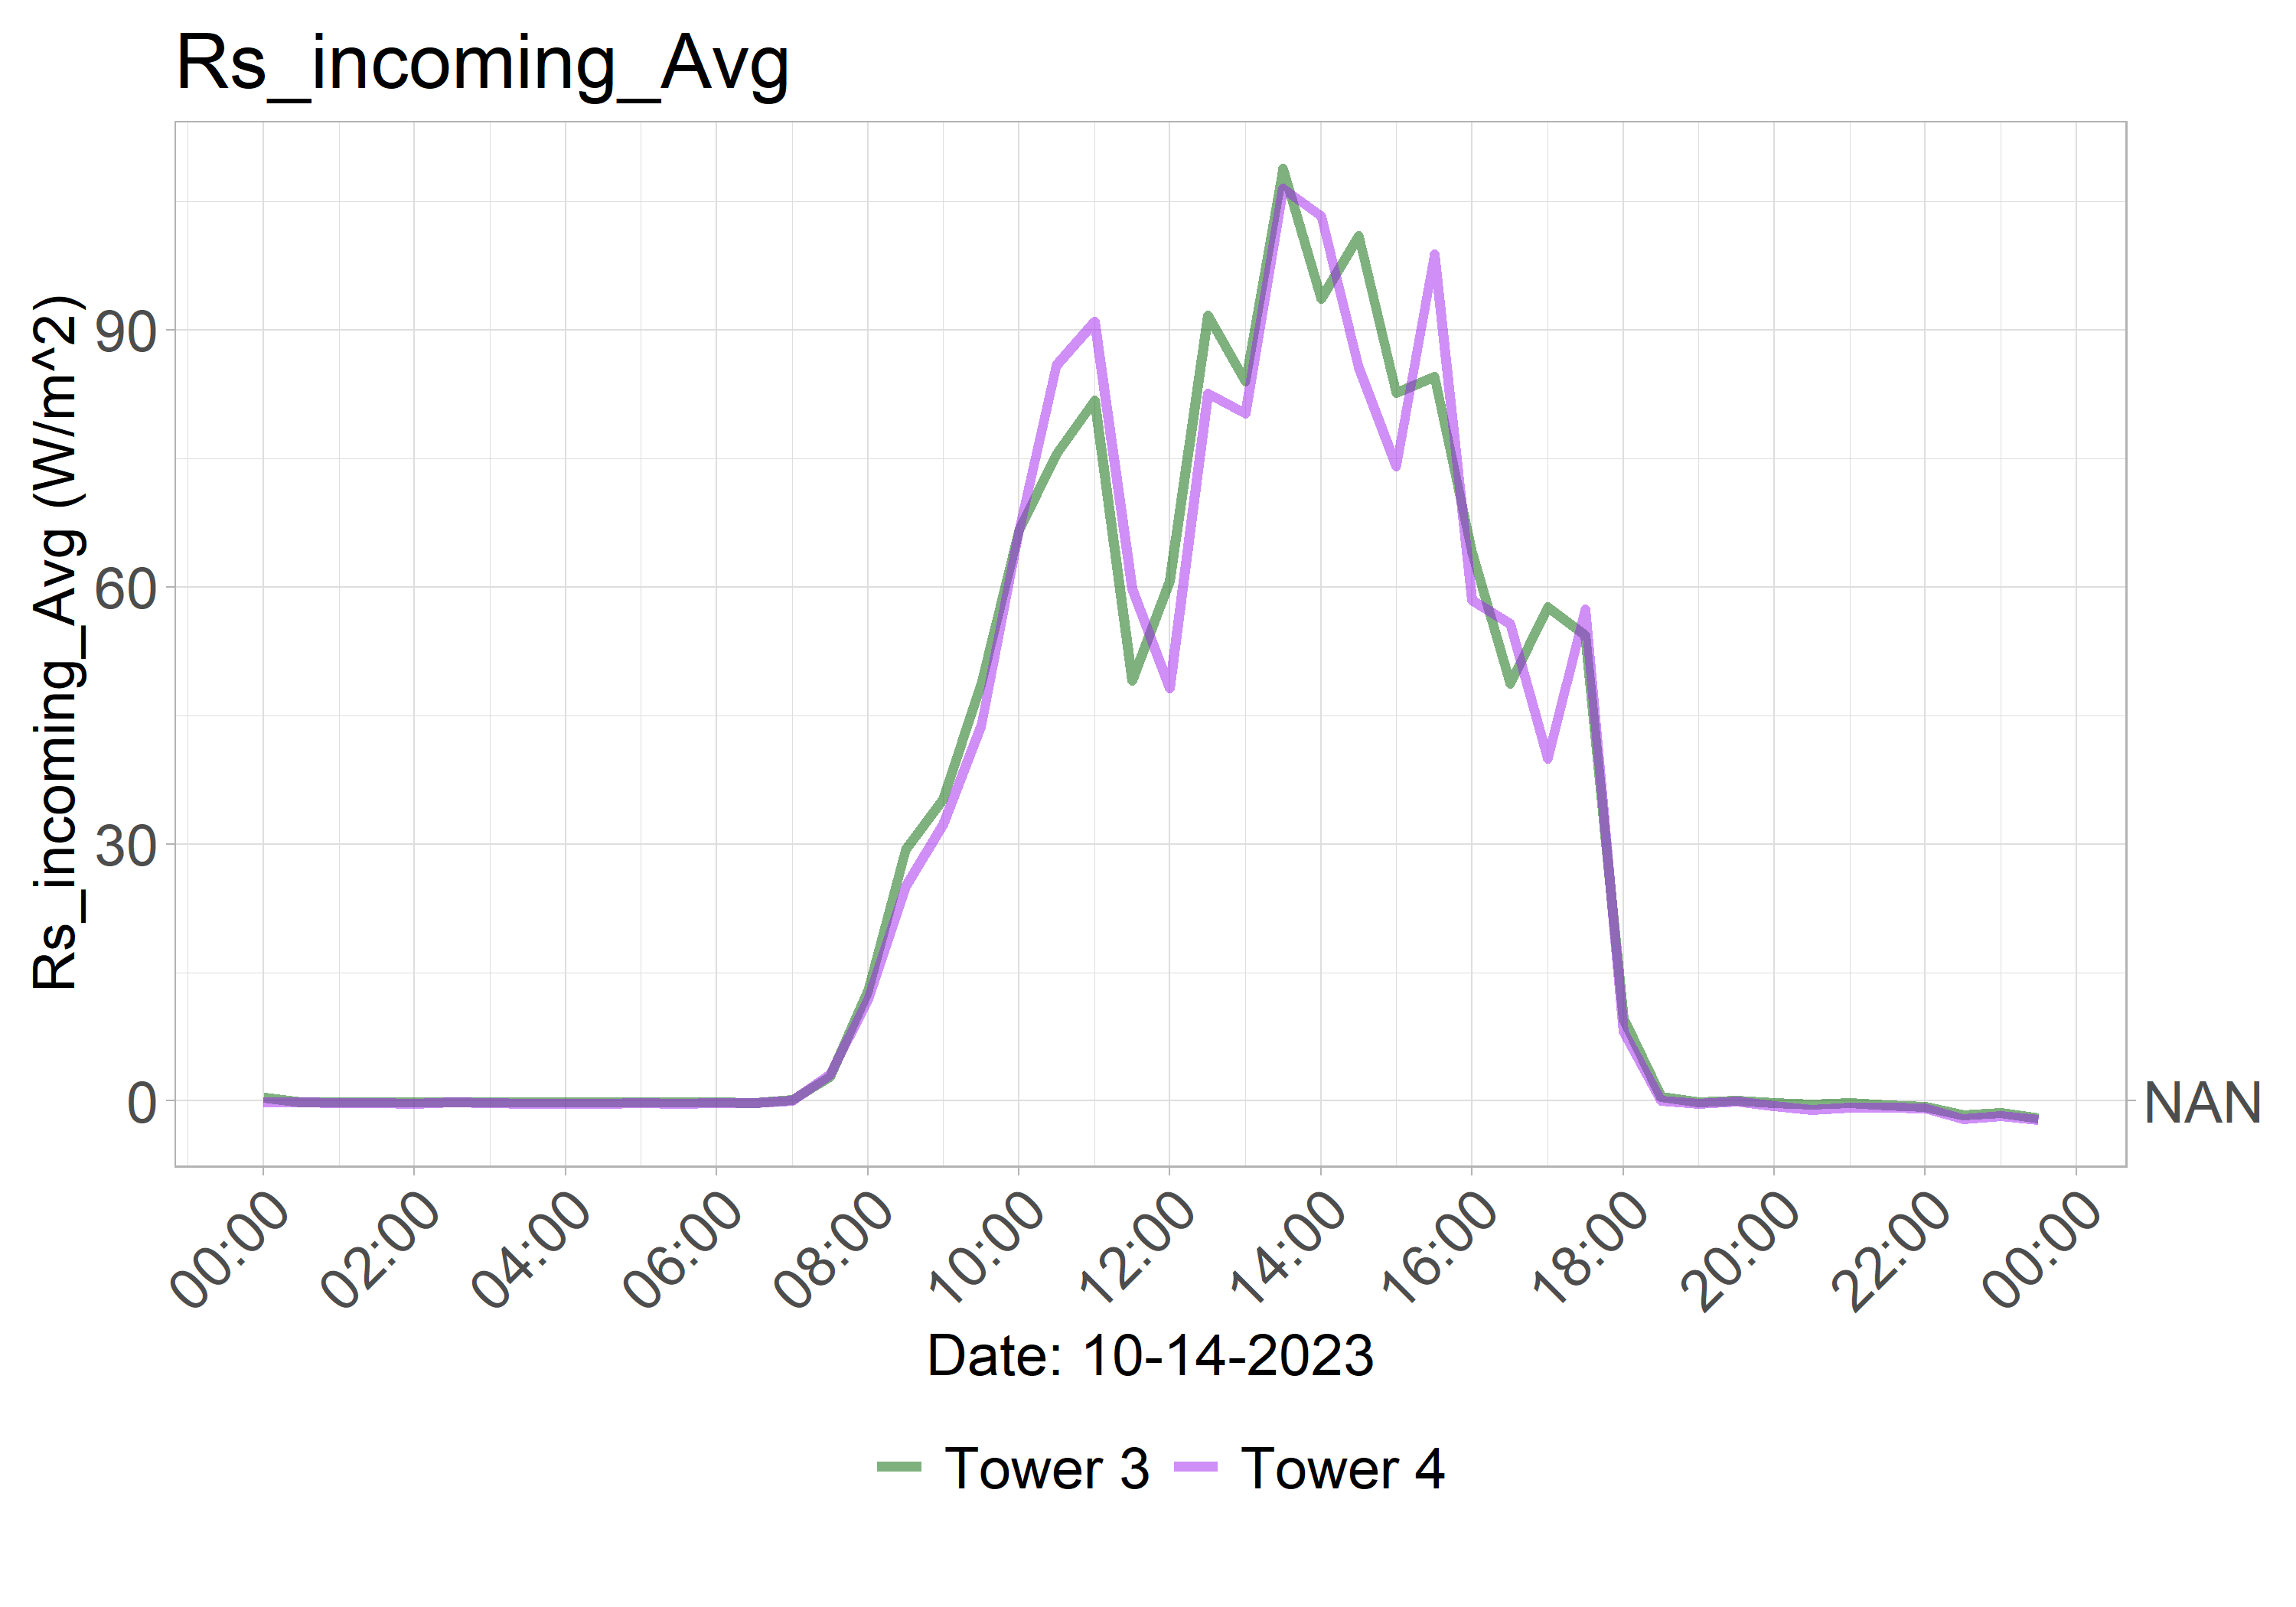 Rs_incoming_Avg
Rs_incoming_Avg (W/m^2)
90
60
30
0
NAN
00:00 02:00 04:00 06:00 08:00 10:00 12:00 14:00 16:00 18:00 20:00 22:00 00:00
Date: 10-14-2023
Tower 3 Tower 4